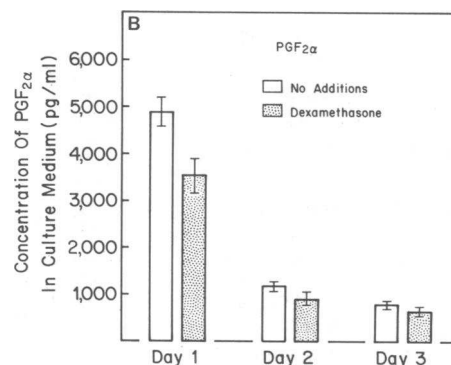 B
PGF2α
No Additions
Dexamethasone
Concentration Of PGF2α
In Culture Medium (pg/ml)
6,000
5,000
4,000
3,000
2,000
1,000
Day 1 Day 2 Day 3